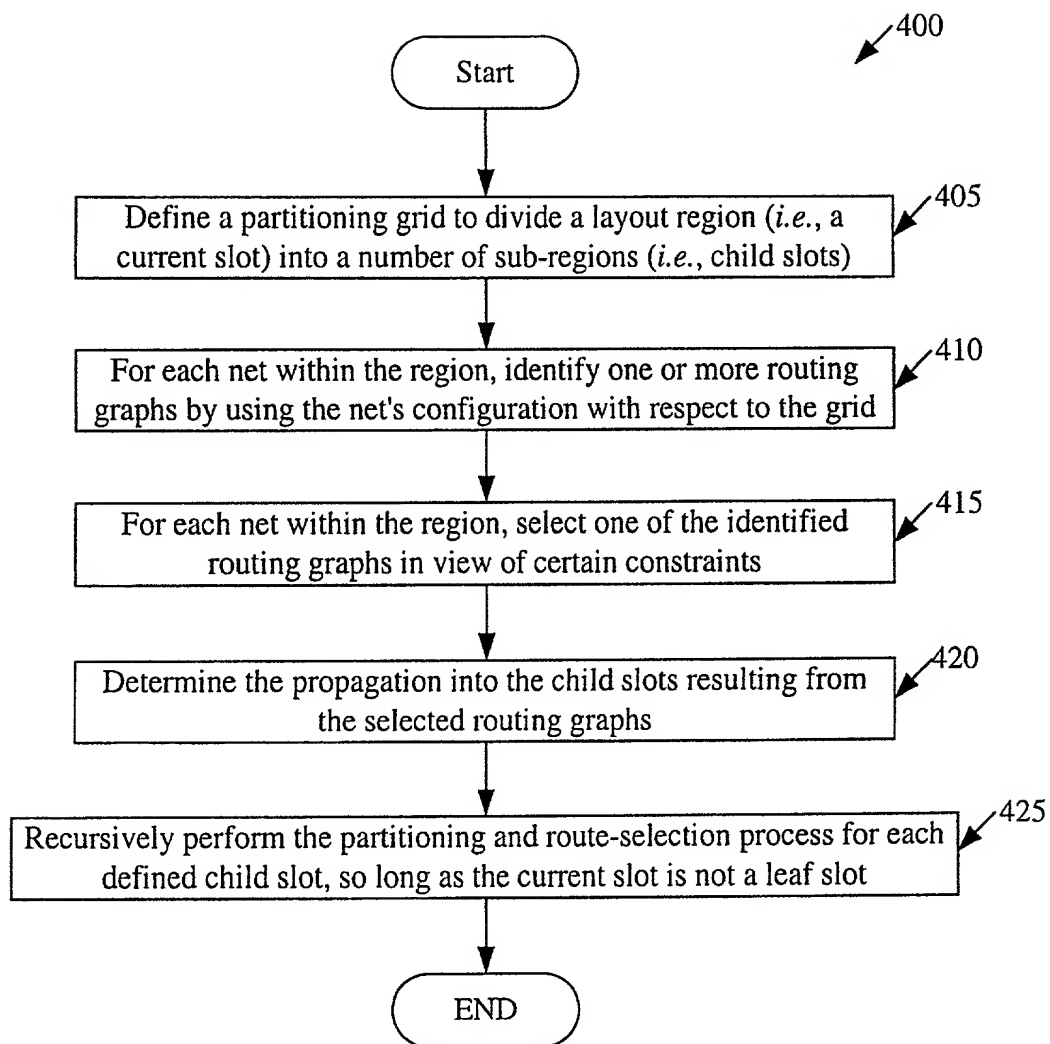 400
Start
405
Define a partitioning grid to divide a layout region (i.e., a
current slot) into a number of sub-regions (i.e., child slots)
410
For each net within the region, identify one or more routing
graphs by using the net's configuration with respect to the grid
415
For each net within the region, select one of the identified
routing graphs in view of certain constraints
420
Determine the propagation into the child slots resulting from
the selected routing graphs
425
Recursively perform the partitioning and route-selection process for each
defined child slot, so long as the current slot is not a leaf slot
END